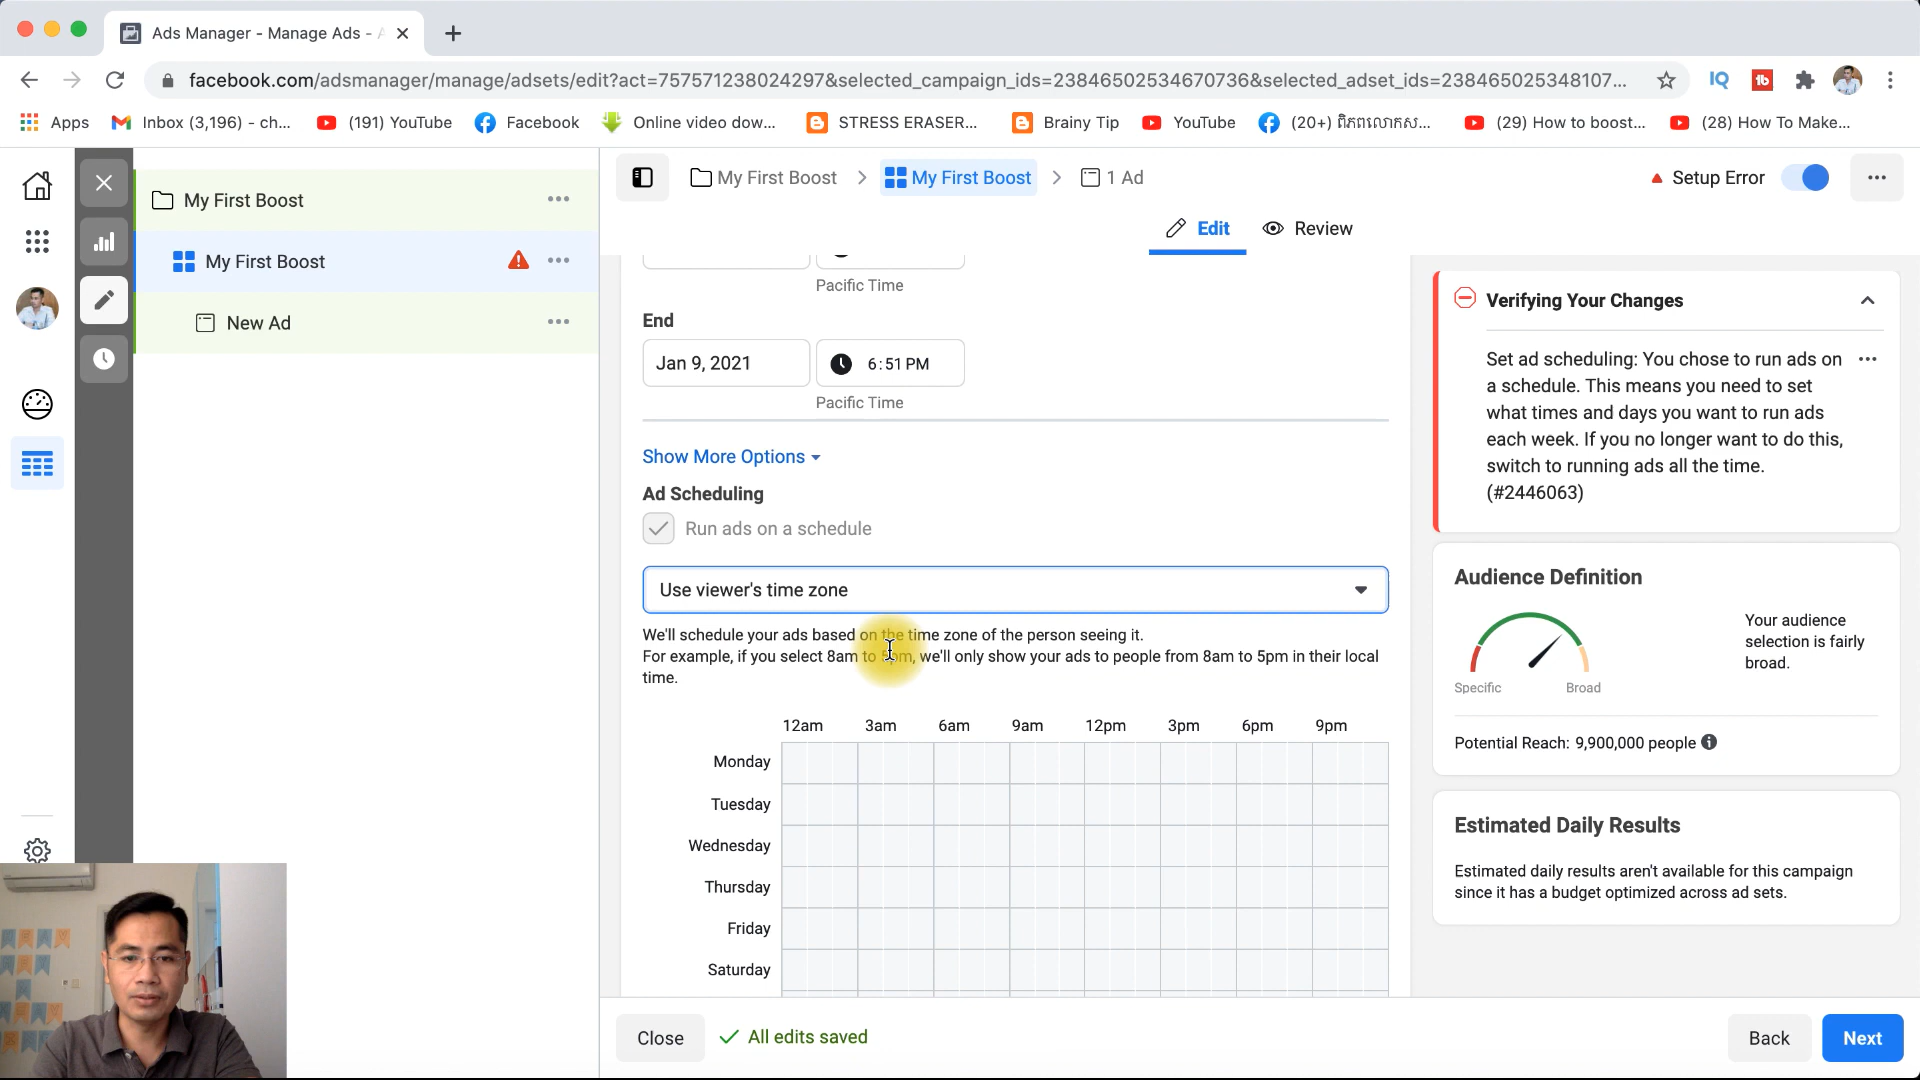 Ads Manager - Manage Ads - A
facebook.com/adsmanager/manage/adsets/edit?act=757571238024297&selected_campaign_ids=23846502534670736&selected_adset_ids=238465025348107...
Apps
Inbox (3,196) - ch...
(191) YouTube
Facebook
Online video dow...
STRESS ERASER...
Brainy Tip
YouTube
(20+) ពិភពលោកស...
(29) How to boost...
(28) How To Make...
My First Boost
My First Boost
New Ad
My First Boost
My First Boost
1 Ad
Setup Error
Edit
Review
Pacific Time
End
Jan 9, 2021
6:51 PM
Pacific Time
Show More Options
Ad Scheduling
Run ads on a schedule
Use viewer's time zone
We'll schedule your ads based on the time zone of the person seeing it.
For example, if you select 8am to 5pm, we'll only show your ads to people from 8am to 5pm in their local
time.
12am 3am 6am 9am 12pm 3pm 6pm 9pm
Monday
Tuesday
Wednesday
Thursday
Friday
Saturday
Verifying Your Changes
Set ad scheduling: You chose to run ads on
a schedule. This means you need to set
what times and days you want to run ads
each week. If you no longer want to do this,
switch to running ads all the time.
(#2446063)
Audience Definition
Your audience
selection is fairly
broad.
Specific
Broad
Potential Reach: 9,900,000 people
Estimated Daily Results
Estimated daily results aren't available for this campaign
since it has a budget optimized across ad sets.
Close
All edits saved
Back
Next